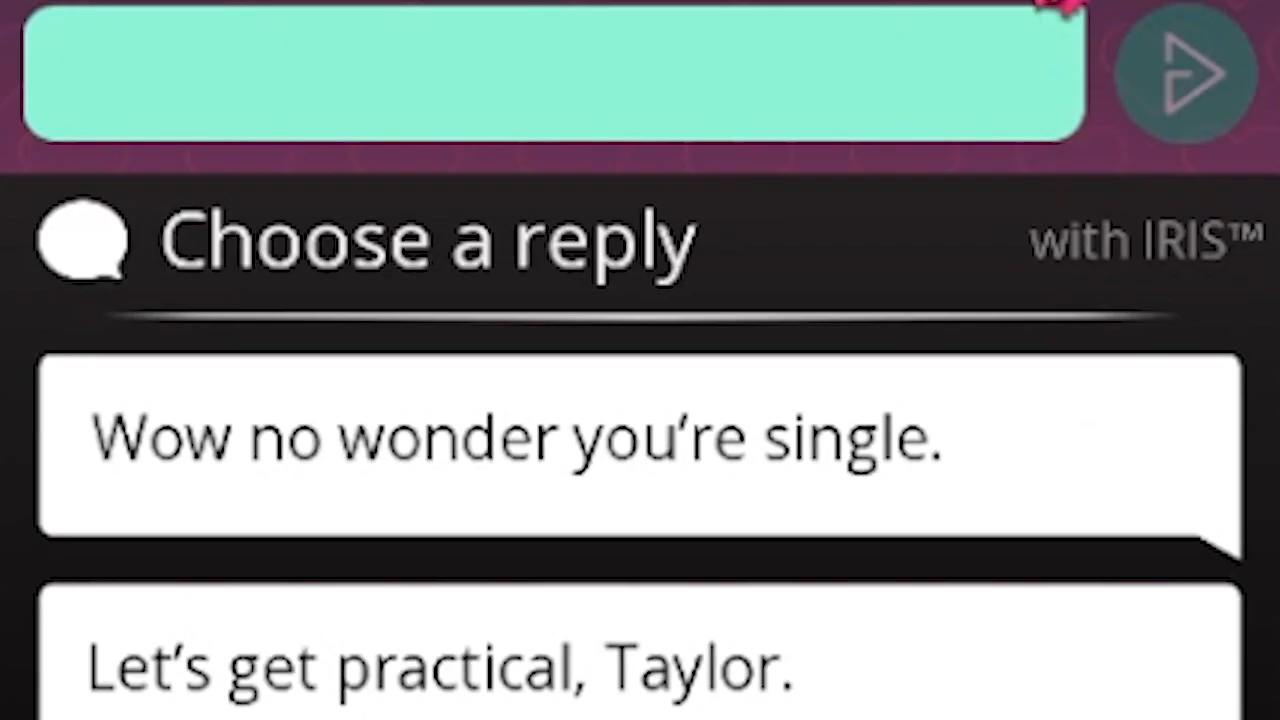 Choose a reply
with IRIS™
Wow no wonder you're single.
Let's get practical, Taylor.